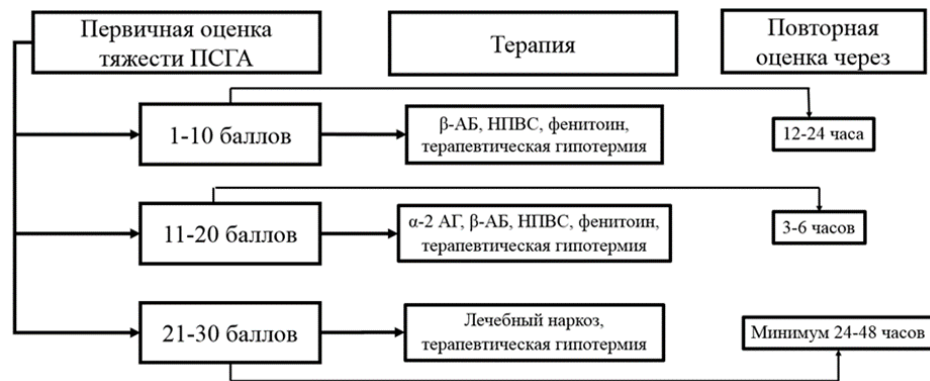 Первичная оценка
тяжести ПСГА
Терапия
Повторная
оценка через
1-10 баллов
β-АБ, НПВС, фенитоин,
терапевтическая гипотермия
12-24 часа
11-20 баллов
α-2 АГ, β-АБ, НПВС, фенитоин,
терапевтическая гипотермия
3-6 часов
21-30 баллов
Лечебный наркоз,
терапевтическая гипотермия
Минимум 24-48 часов